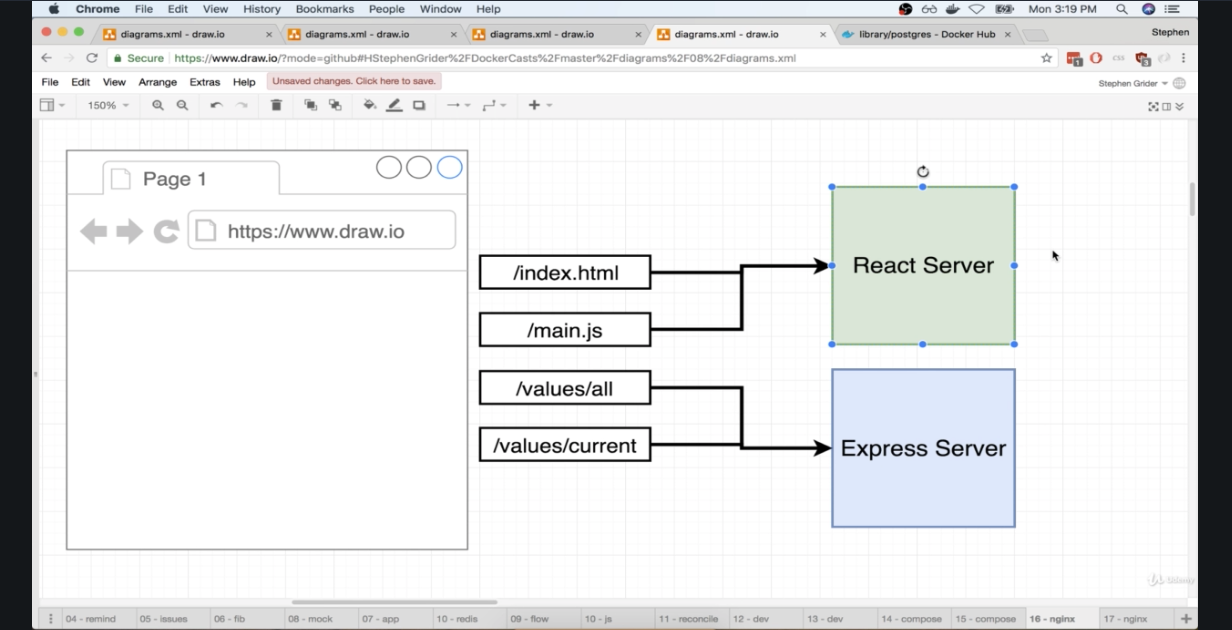 Chrome File Edit View History Bookmarks People Window Help Mon 3:19 PM
diagrams.xml - draw.io × diagrams.xml - draw.io × diagrams.xml - draw.io × diagrams.xml - draw.io × library/postgres - Docker Hub × Stephen
Secure https://www.draw.io/?mode=github#HStephenGrider%2FDockerCasts%2Fmaster%2Fdiagrams%2F08%2Fdiagrams.xml
File Edit View Arrange Extras Help Unsaved changes. Click here to save. Stephen Grider
150%
Page 1
https://www.draw.io
/index.html
/main.js
/values/all
/values/current
React Server
Express Server
Udemy
04 - remind 05 - issues 06 - fib 08 - mock 07 - app 10 - redis 09 - flow 10 - js 11 - reconcile 12 - dev 13 - dev 14 - compose 15 - compose 16 - nginx 17 - nginx